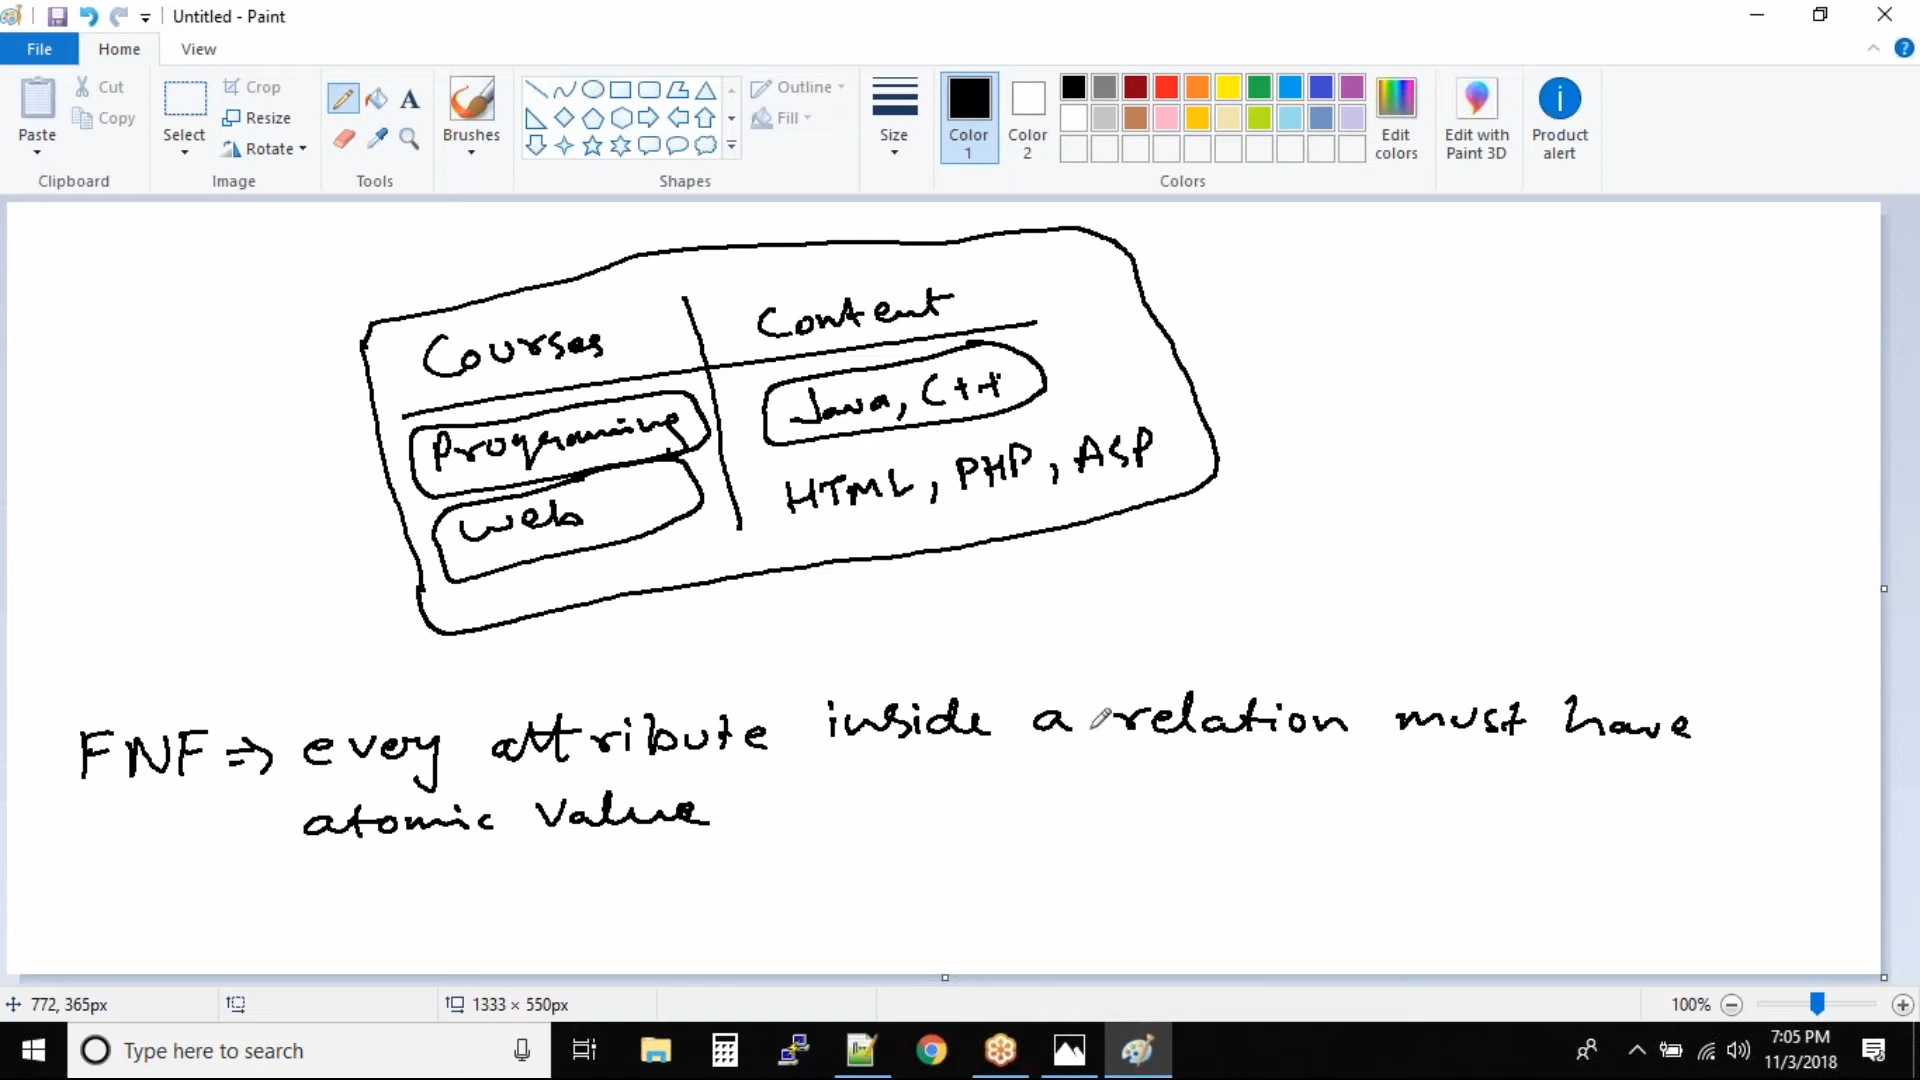 Untitled - Paint
File Home View
Paste Cut Copy Clipboard
Select Crop Resize Rotate Image
Tools
Brushes
Outline Fill Shapes
Size
Color 1 Color 2 Edit colors Colors
Edit with Paint 3D
Product alert
Courses Content
Programing Java, C++
Web HTML, PHP, ASP
FNF => every attribute inside a relation must have
atomic value
772, 365px 1333 × 550px 100%
Type here to search 7:05 PM
11/3/2018